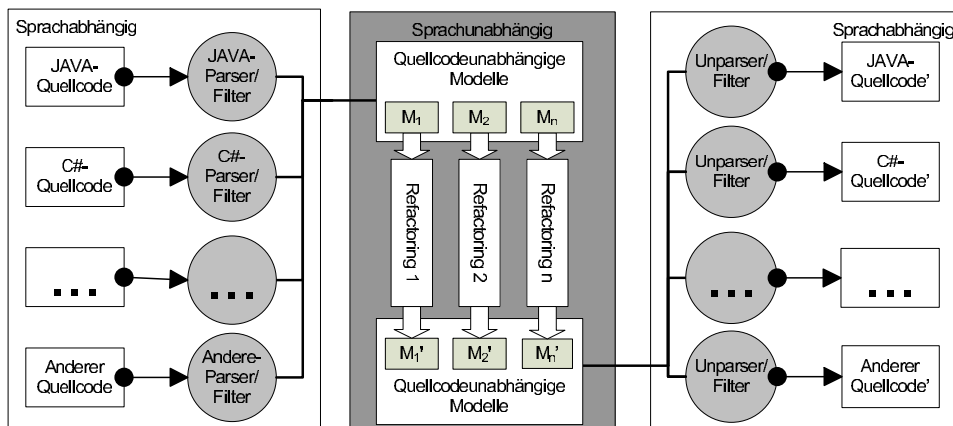 Sprachabhängig
JAVA-
Quellcode
JAVA-
Parser/
Filter
C#-
Quellcode
C#-
Parser/
Filter
...
...
Anderer
Quellcode
Andere-
Parser/
Filter
Sprachunabhängig
Quellcodeunabhängige
Modelle
M₁
M₂
Mₙ
Refactoring 1
Refactoring 2
Refactoring n
M₁'
M₂'
Mₙ'
Quellcodeunabhängige
Modelle
Sprachabhängig
Unparser/
Filter
JAVA-
Quellcode'
Unparser/
Filter
C#-
Quellcode'
...
...
Unparser/
Filter
Anderer
Quellcode'